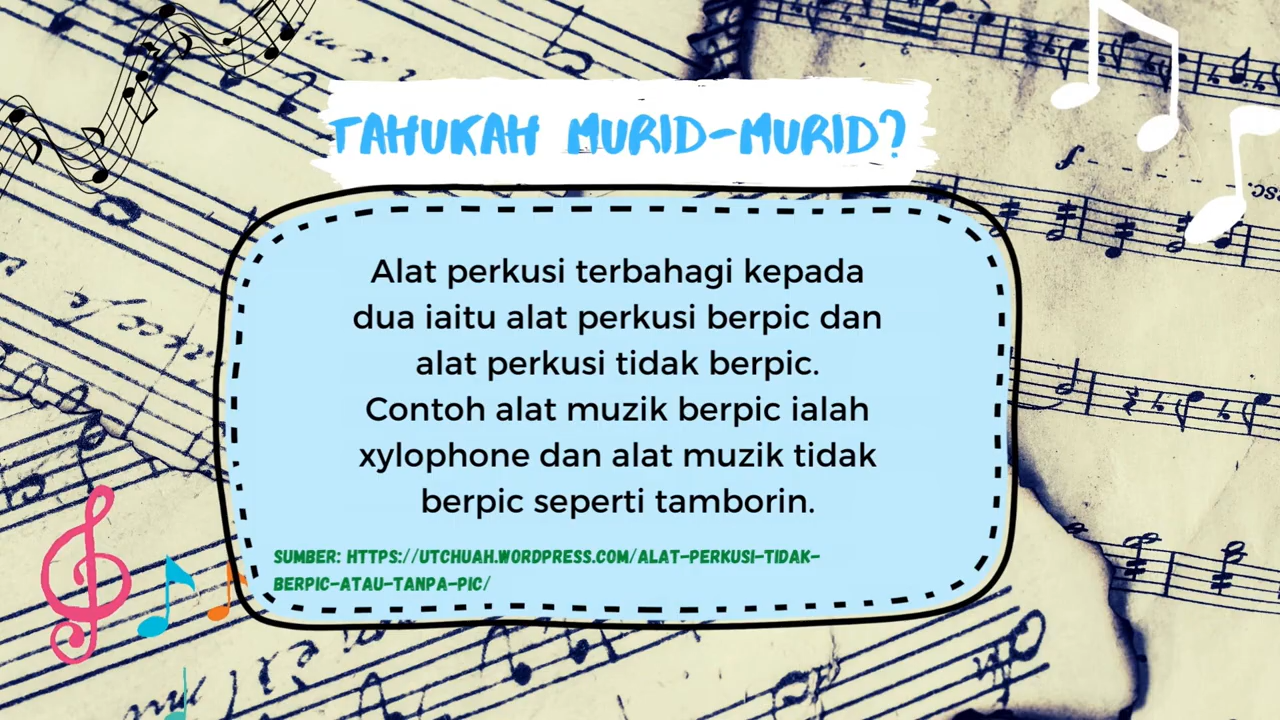 TAHUKAH MURID-MURID?
Alat perkusi terbahagi kepada
dua iaitu alat perkusi berpic dan
alat perkusi tidak berpic.
Contoh alat muzik berpic ialah
xylophone dan alat muzik tidak
berpic seperti tamborin.
SUMBER: HTTPS://UTCHUAH.WORDPRESS.COM/ALAT-PERKUSI-TIDAK-
BERPIC-ATAU-TANPA-PIC/